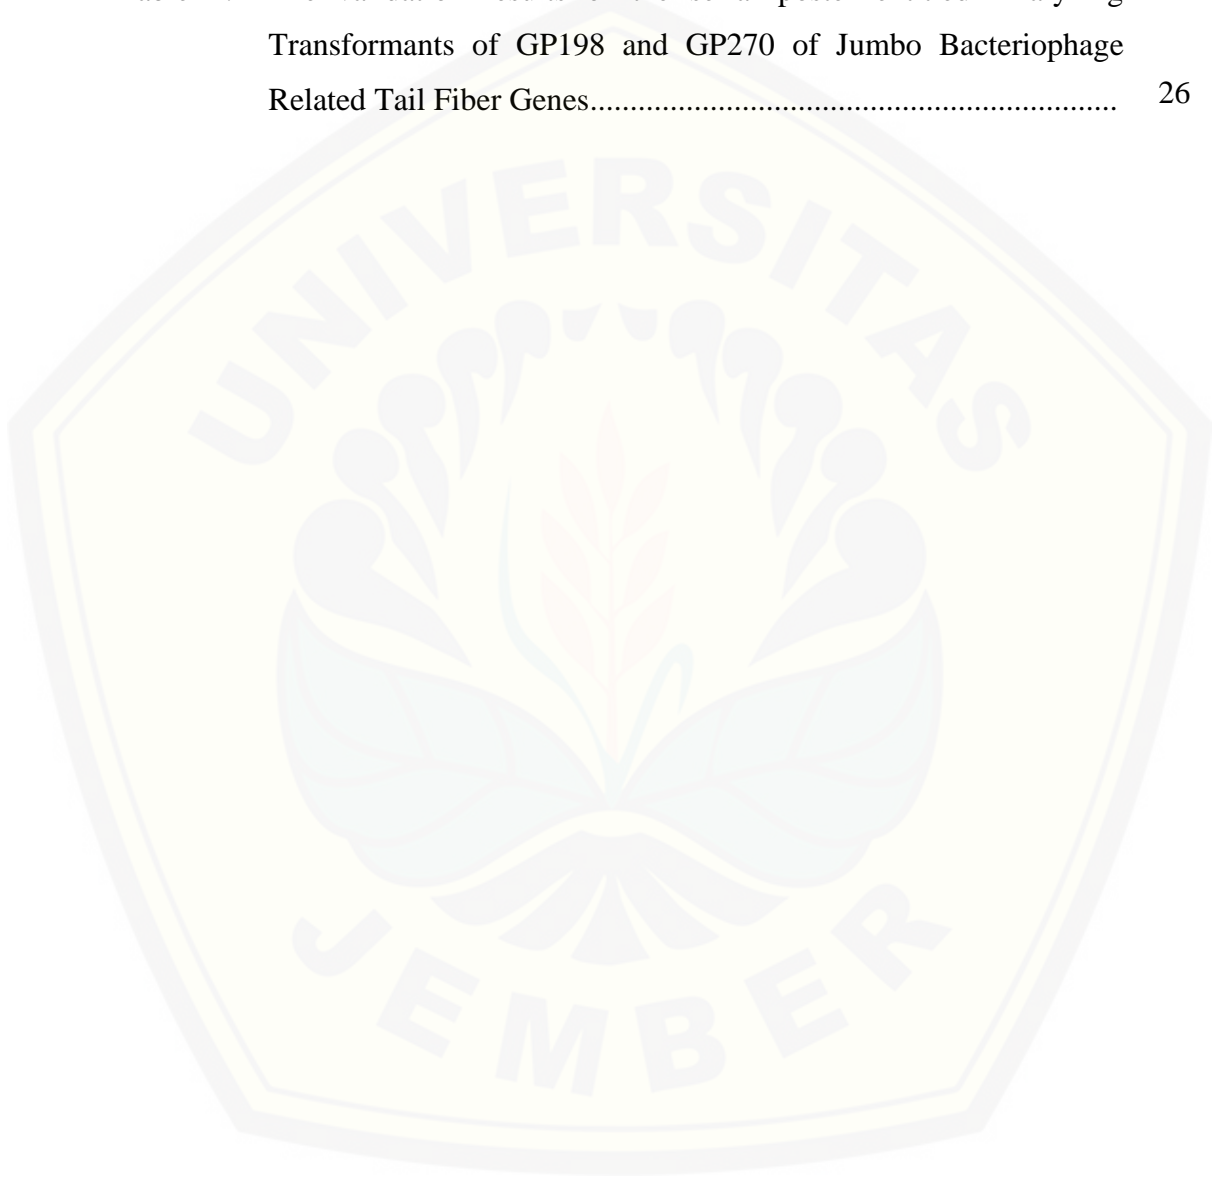 Transformants of GP198 and GP270 of Jumbo Bacteriophage
Related Tail Fiber Genes................................................................ 26
UNIVERSITAS
JEMBER